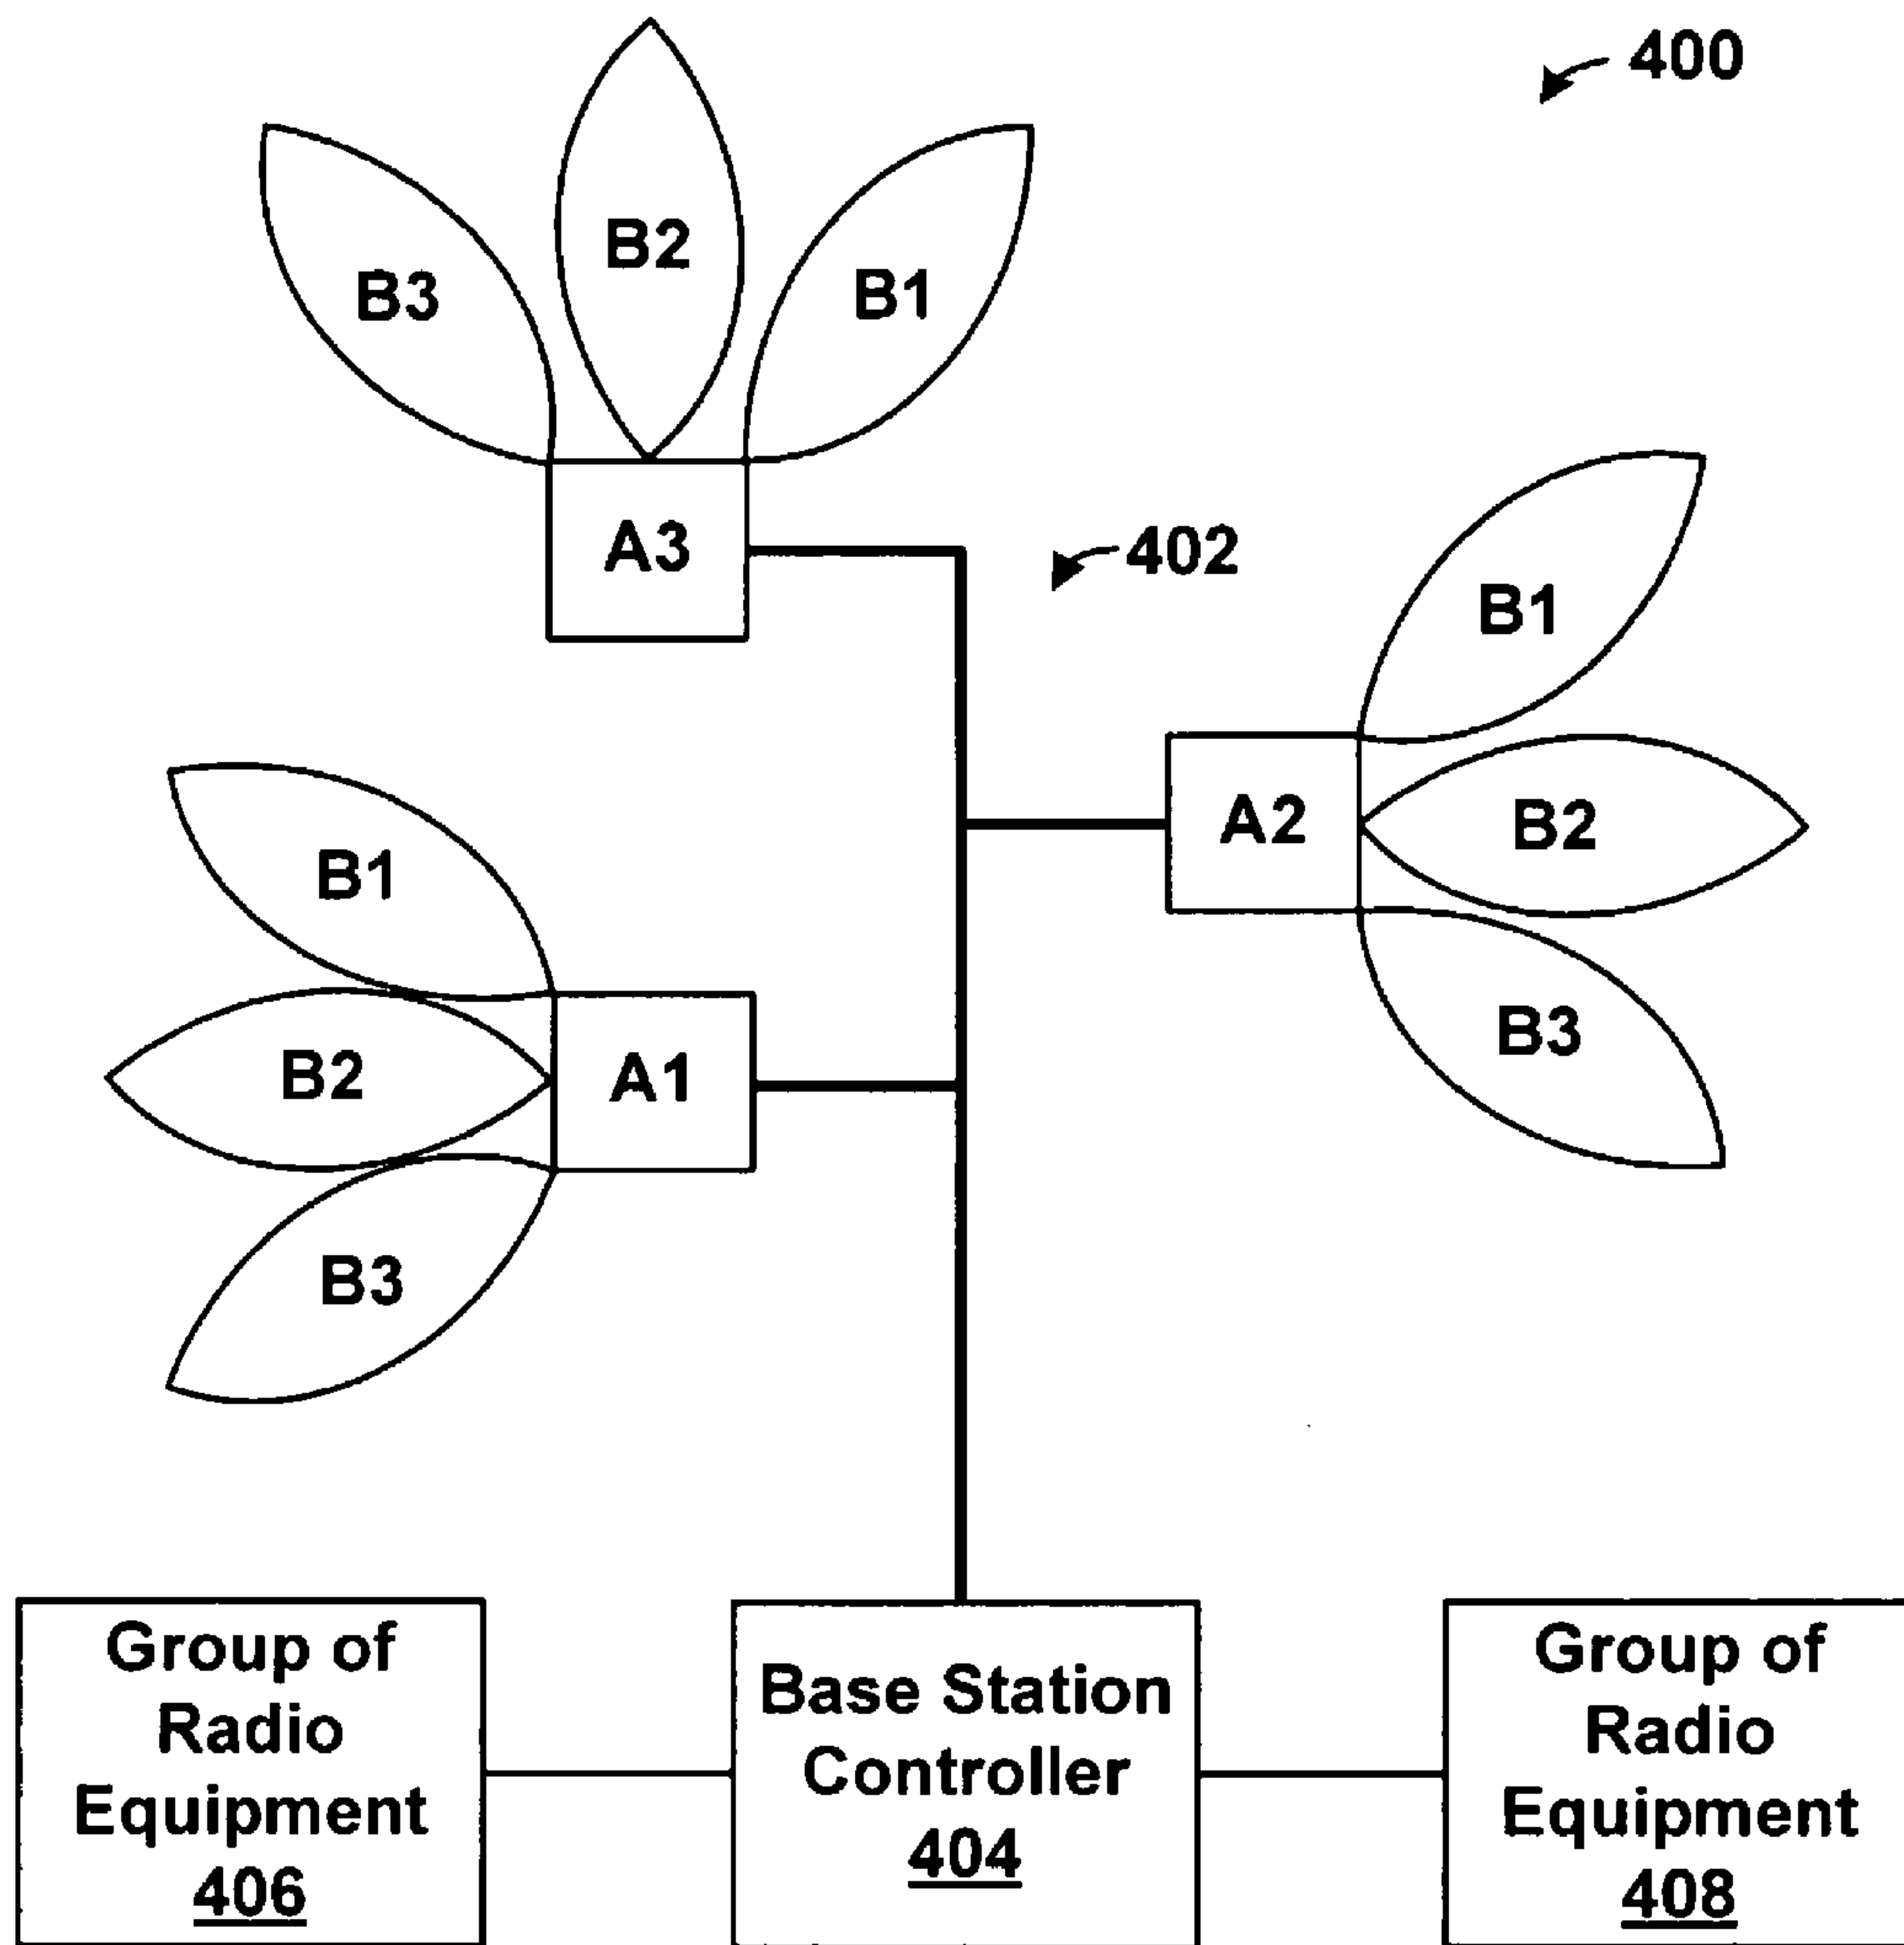 400
B2
B3
B1
A3
402
B1
A2
B2
B1
B3
A1
B2
B3
Group of
Radio
Equipment
406
Base Station
Controller
404
Group of
Radio
Equipment
408